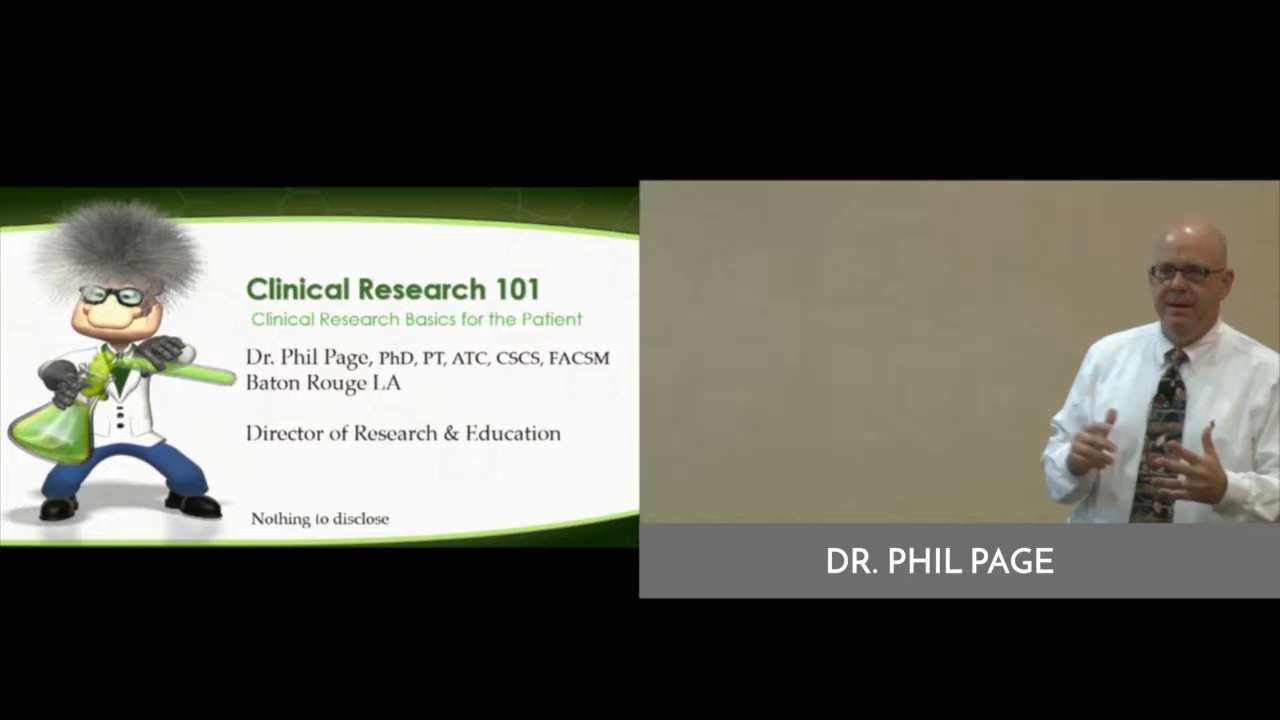 Clinical Research 101
Clinical Research Basics for the Patient
Dr. Phil Page, PhD, PT, ATC, CSCS, FACSM
Baton Rouge LA
Director of Research & Education
Nothing to disclose
DR. PHIL PAGE